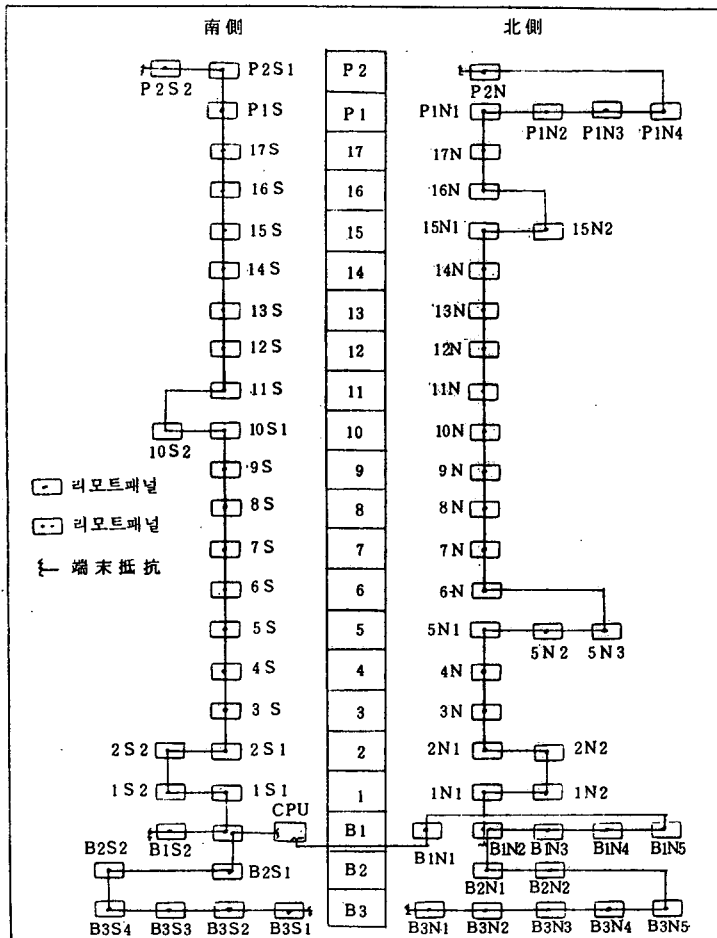 南側 北側
P2S1 P2 P2N
P2S2
P1S P1 P1N1 P1N2 P1N3 P1N4
17S 17 17N
16S 16 16N
15S 15 15N1 15N2
14S 14 14N
13S 13 13N
12S 12 12N
11S 11 11N
10S1 10 10N
10S2
9S 9 9N
리모트패널
8S 8 8N
리모트패널
7S 7 7N
端末抵抗
6S 6 6N
5S 5 5N1 5N2 5N3
4S 4 4N
3S 3 3N
2S2 2S1 2 2N1 2N2
1S2 1S1 1 1N1 1N2
CPU
B1S2 B1 B1N1 B1N2 B1N3 B1N4 B1N5
B2S2 B2S1 B2 B2N1 B2N2
B3
B3S4 B3S3 B3S2 B3S1 B3N1 B3N2 B3N3 B3N4 B3N5